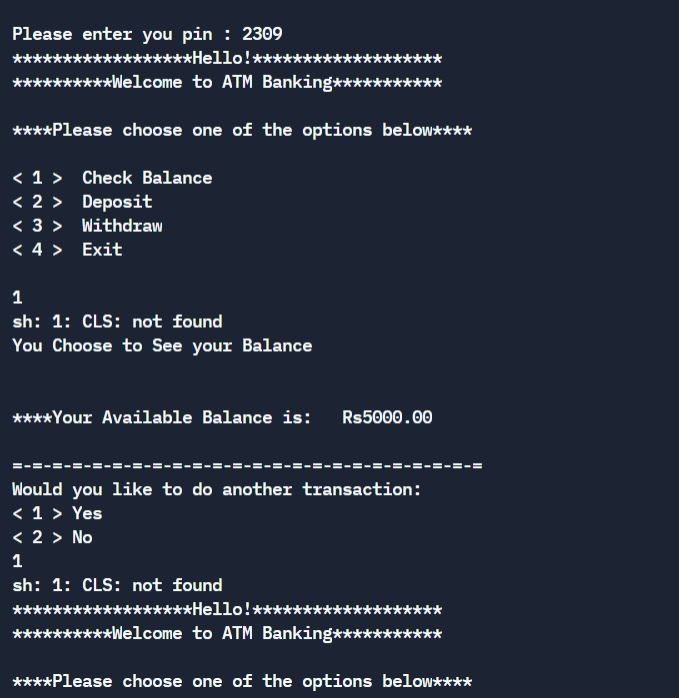 Please enter you pin : 2309
******************Hello!*******************
**********Welcome to ATM Banking***********
****Please choose one of the options below****
< 1 >  Check Balance
< 2 >  Deposit
< 3 >  Withdraw
< 4 >  Exit
1
sh: 1: CLS: not found
You Choose to See your Balance
****Your Available Balance is:   Rs5000.00
=-=-=-=-=-=-=-=-=-=-=-=-=-=-=-=-=-=-=-=-=-=-=-=
Would you like to do another transaction:
< 1 > Yes
< 2 > No
1
sh: 1: CLS: not found
******************Hello!*******************
**********Welcome to ATM Banking***********
****Please choose one of the options below****